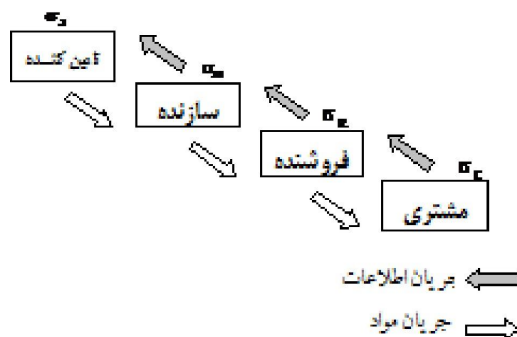 σs
تامین کننده
σM
سازنده
σR
فروشنده
σC
مشتری
جریان اطلاعات
جریان مواد